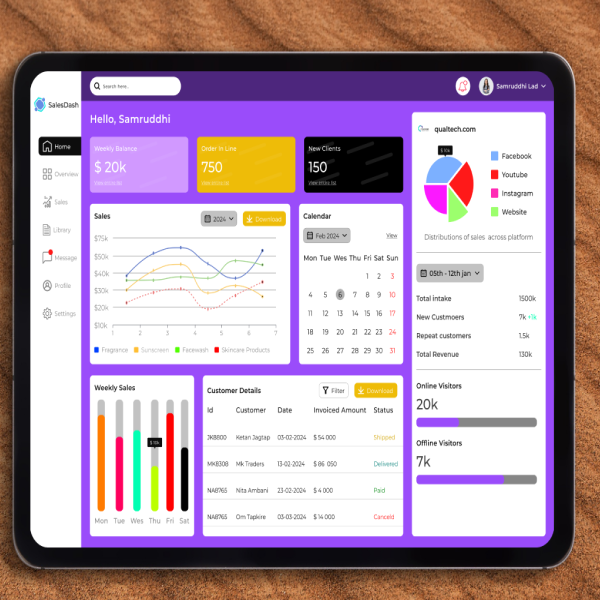 Search here..
Samruddhi Lad
SalesDash
Home
Overview
Sales
Library
Message
Profile
Settings
Hello, Samruddhi
Weekly Balance
$ 20k
View entire list
Order In Line
750
View entire list
New Clients
150
View entire list
qualtech.com
$ 10k
Facebook
Youtube
Instagram
Website
Distributions of sales across platform
Sales
2024
Download
$75k
$50k
$40k
$30k
$20k
$10k
1 2 3 4 5 6 7
Fragrance Sunscreen Facewash Skincare Products
Calendar
Feb 2024
View
Mon Tue Wes Thu Fri Sat Sun
1 2 3
4 5 6 7 8 9 10
11 12 13 14 15 16 17
18 19 20 21 22 23 24
25 26 27 28 29 30 31
05th - 12th jan
Total intake 1500k
New Custmoers 7k +1k
Repeat customers 1.5k
Total Revenue 130k
Online Visitors
20k
Offline Visitors
7k
Weekly Sales
$ 10k
Mon Tue Wes Thu Fri Sat
Customer Details
Filter
Download
Id Customer Date Invoiced Amount Status
JK8800 Ketan Jagtap 03-02-2024 $ 54 000 Shipped
MK8308 Mk Traders 13-02-2024 $ 86 050 Delivered
NA8765 Nita Ambani 23-02-2024 $ 4 000 Paid
NA8765 Om Tapkire 03-03-2024 $ 14 000 Canceld